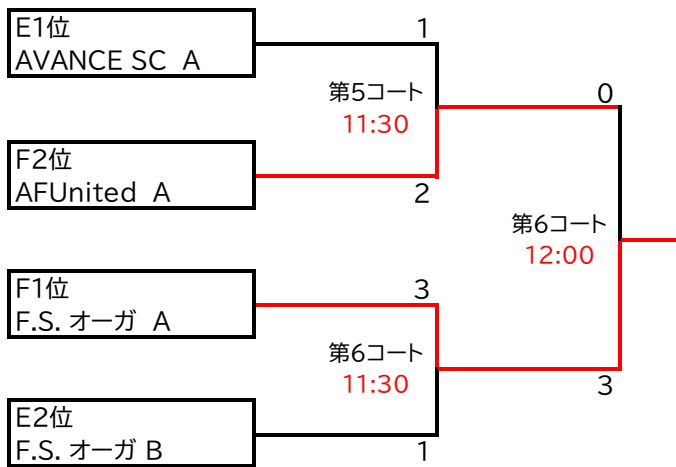 E1位
AVANCE SC A
1
第5コート
11:30
0
F2位
AFUnited A
2
第6コート
12:00
F1位
F.S. オーガ A
3
第6コート
11:30
3
E2位
F.S. オーガ B
1